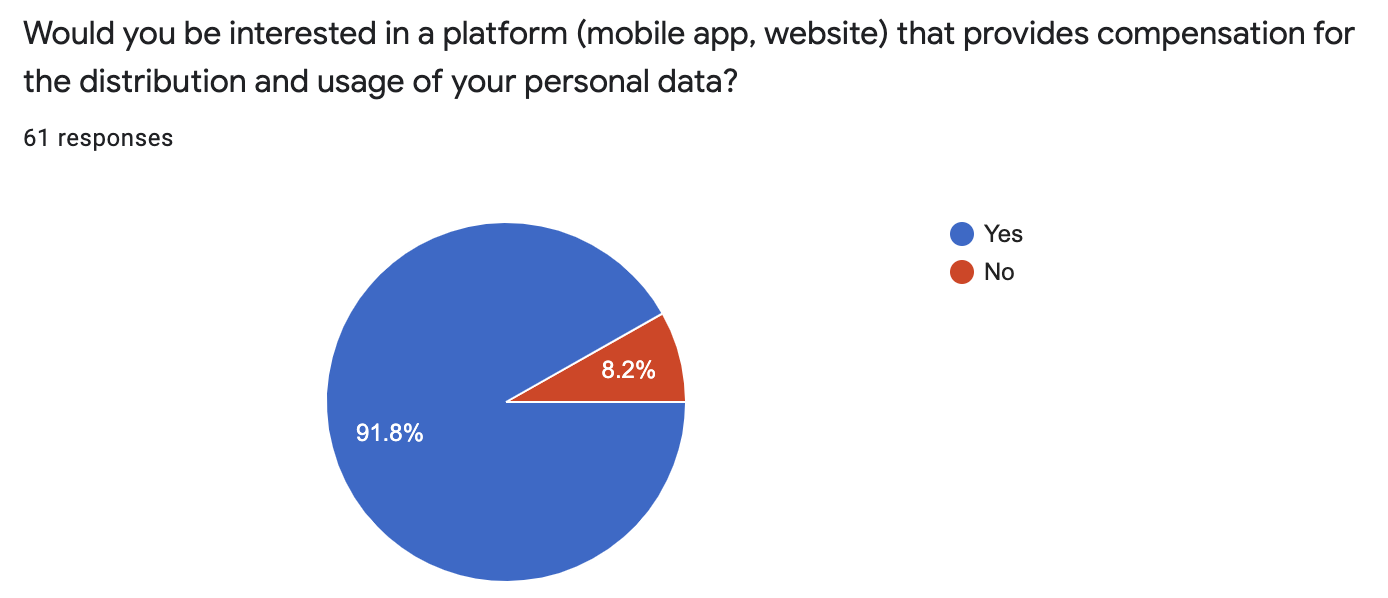 Would you be interested in a platform (mobile app, website) that provides compensation for
the distribution and usage of your personal data?
61 responses
Yes
No
8.2%
91.8%